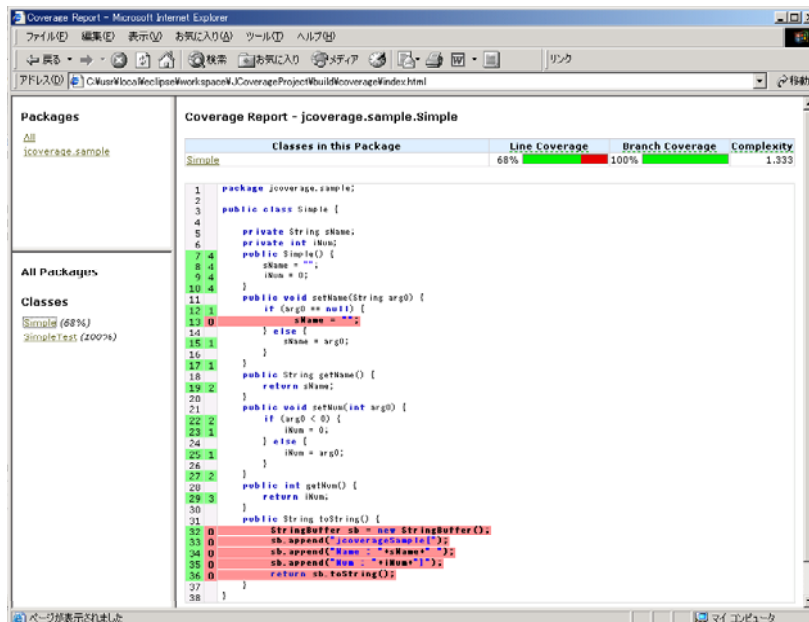 Coverage Report - Microsoft Internet Explorer
ファイル(F) 編集(E) 表示(V) お気に入り(A) ツール(T) ヘルプ(H)
戻る 検索 お気に入り メディア リンク
アドレス(D) C:¥usr¥local¥eclipse¥workspace¥JCoverageProject¥build¥coverage¥index.html 移動
Packages
All
jcoverage.sample
All Packages
Classes
Simple (68%)
SimpleTest (100%)
Coverage Report - jcoverage.sample.Simple
Classes in this Package Line Coverage Branch Coverage Complexity
Simple 68% 100% 1.333
1 package jcoverage.sample;
2
3 public class Simple {
4
5 private String sName;
6 private int iNum;
7 4 public Simple() {
8 4 sName = "";
9 4 iNum = 0;
10 4 }
11 public void setName(String arg0) {
12 1 if (arg0 == null) {
13 0 sName = "";
14 } else {
15 1 sName = arg0;
16 }
17 1 }
18 public String getName() {
19 2 return sName;
20 }
21 public void setNum(int arg0) {
22 2 if (arg0 < 0) {
23 1 iNum = 0;
24 } else {
25 1 iNum = arg0;
26 }
27 2 }
28 public int getNum() {
29 3 return iNum;
30 }
31 public String toString() {
32 0 StringBuffer sb = new StringBuffer();
33 0 sb.append("jcoverageSample[");
34 0 sb.append("Name : "+sName+" ");
35 0 sb.append("Num : "+iNum+"]");
36 0 return sb.toString();
37 }
38 }
ページが表示されました マイ コンピュータ